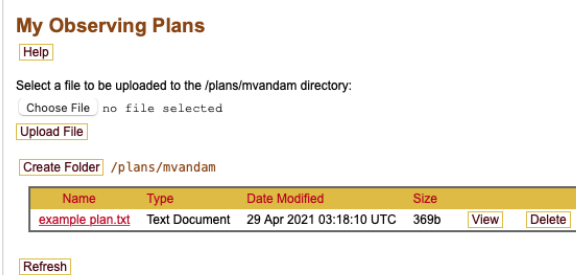 My Observing Plans
Help
Select a file to be uploaded to the /plans/mvandam directory:
Choose File no file selected
Upload File
Create Folder /plans/mvandam
Name Type Date Modified Size
example plan.txt Text Document 29 Apr 2021 03:18:10 UTC 369b View Delete
Refresh